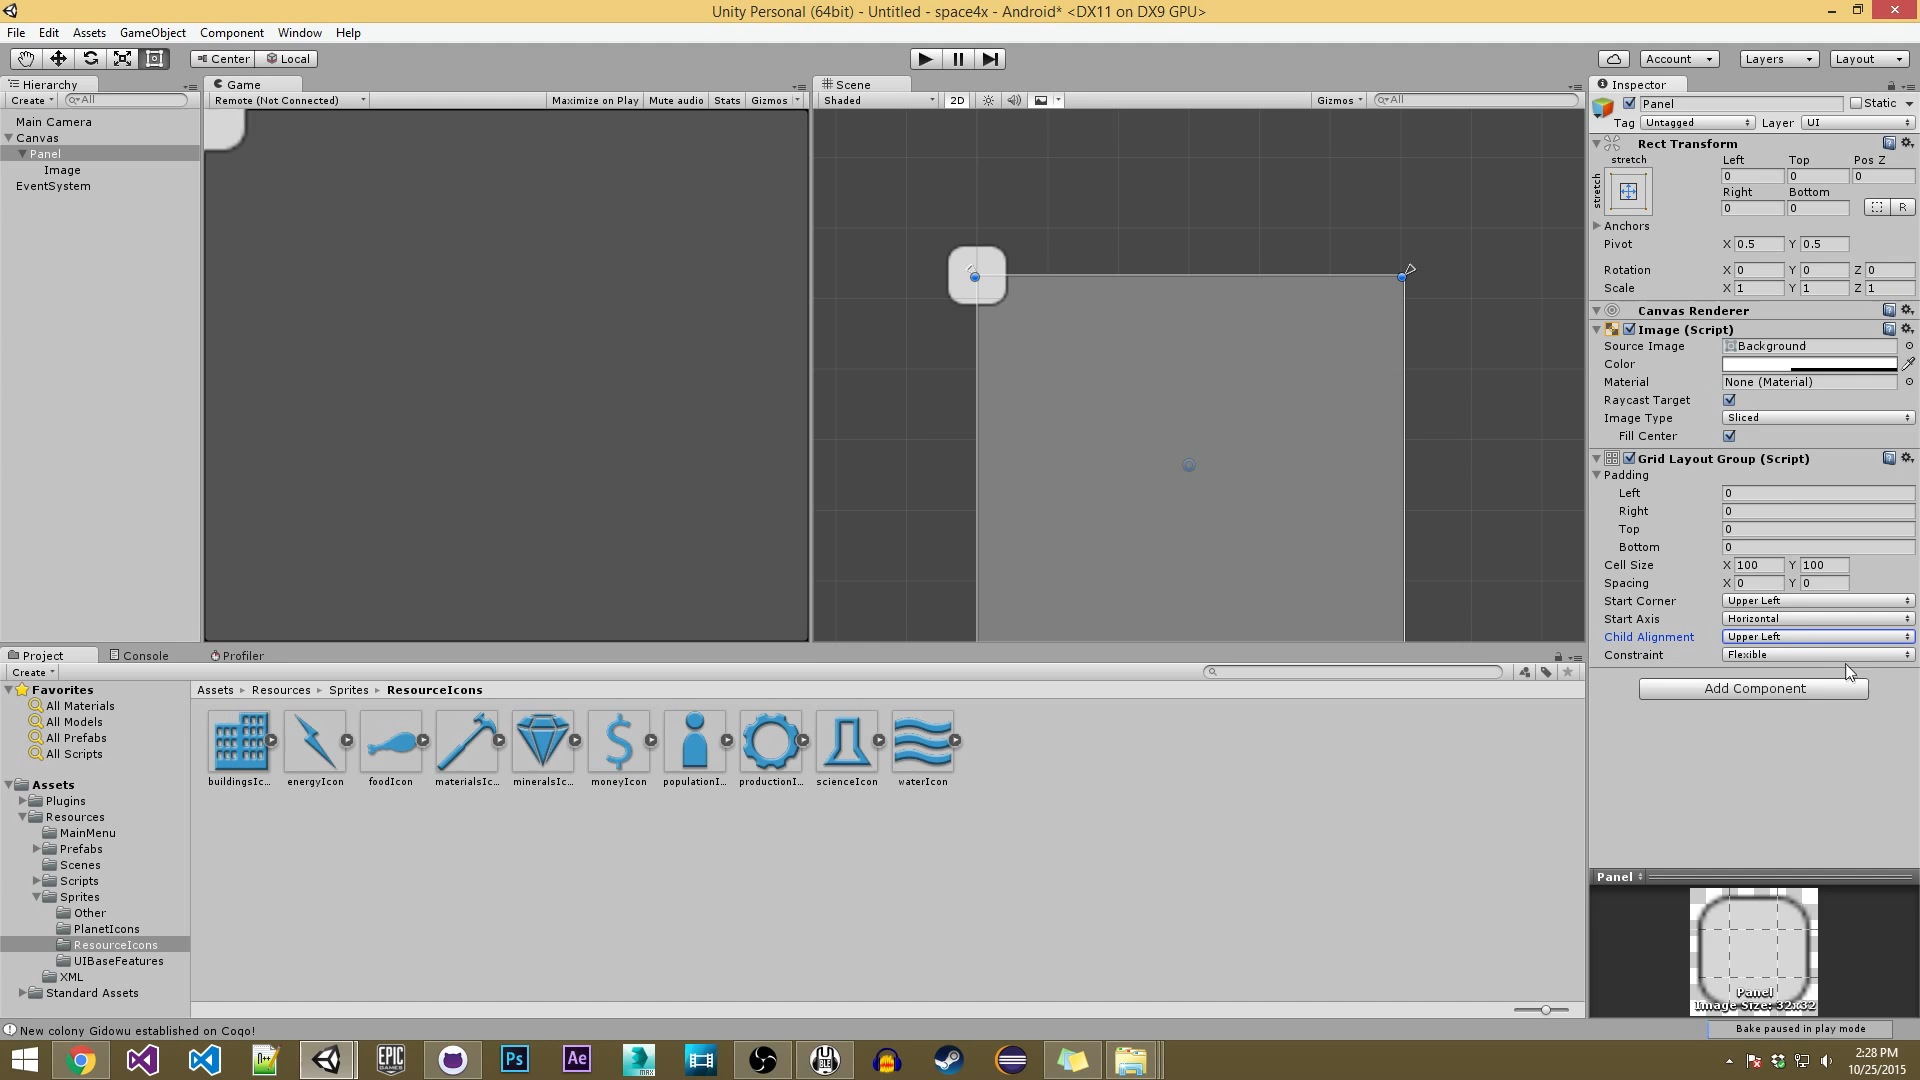 Unity Personal (64bit) - Untitled - space4x - Android* <DX11 on DX9 GPU>
File Edit Assets GameObject Component Window Help
Center Local
Account Layers Layout
Hierarchy
Create All
Main Camera
Canvas
Panel
Image
EventSystem
Game
Remote (Not Connected) Maximize on Play Mute audio Stats Gizmos
Scene
Shaded 2D Gizmos All
Inspector
Panel Static
Tag Untagged Layer UI
Rect Transform
stretch Left Top Pos Z
stretch
0 0 0
Right Bottom
0 0 R
Anchors
Pivot X 0.5 Y 0.5
Rotation X 0 Y 0 Z 0
Scale X 1 Y 1 Z 1
Canvas Renderer
Image (Script)
Source Image Background
Color
Material None (Material)
Raycast Target
Image Type Sliced
Fill Center
Grid Layout Group (Script)
Padding
Left 0
Right 0
Top 0
Bottom 0
Cell Size X 100 Y 100
Spacing X 0 Y 0
Start Corner Upper Left
Start Axis Horizontal
Child Alignment Upper Left
Constraint Flexible
Add Component
Panel
Panel
Image Size: 32x32
Bake paused in play mode
Project Console Profiler
Create
Favorites
All Materials
All Models
All Prefabs
All Scripts
Assets
Plugins
Resources
MainMenu
Prefabs
Scenes
Scripts
Sprites
Other
PlanetIcons
ResourceIcons
UIBaseFeatures
XML
Standard Assets
Assets Resources Sprites ResourceIcons
buildingsIc... energyIcon foodIcon materialsIc... mineralsIc... moneyIcon populationI... productionI... scienceIcon waterIcon
New colony Gidowu established on Coqo!
EPIC GAMES Ps Ae MAX
2:28 PM
10/25/2015